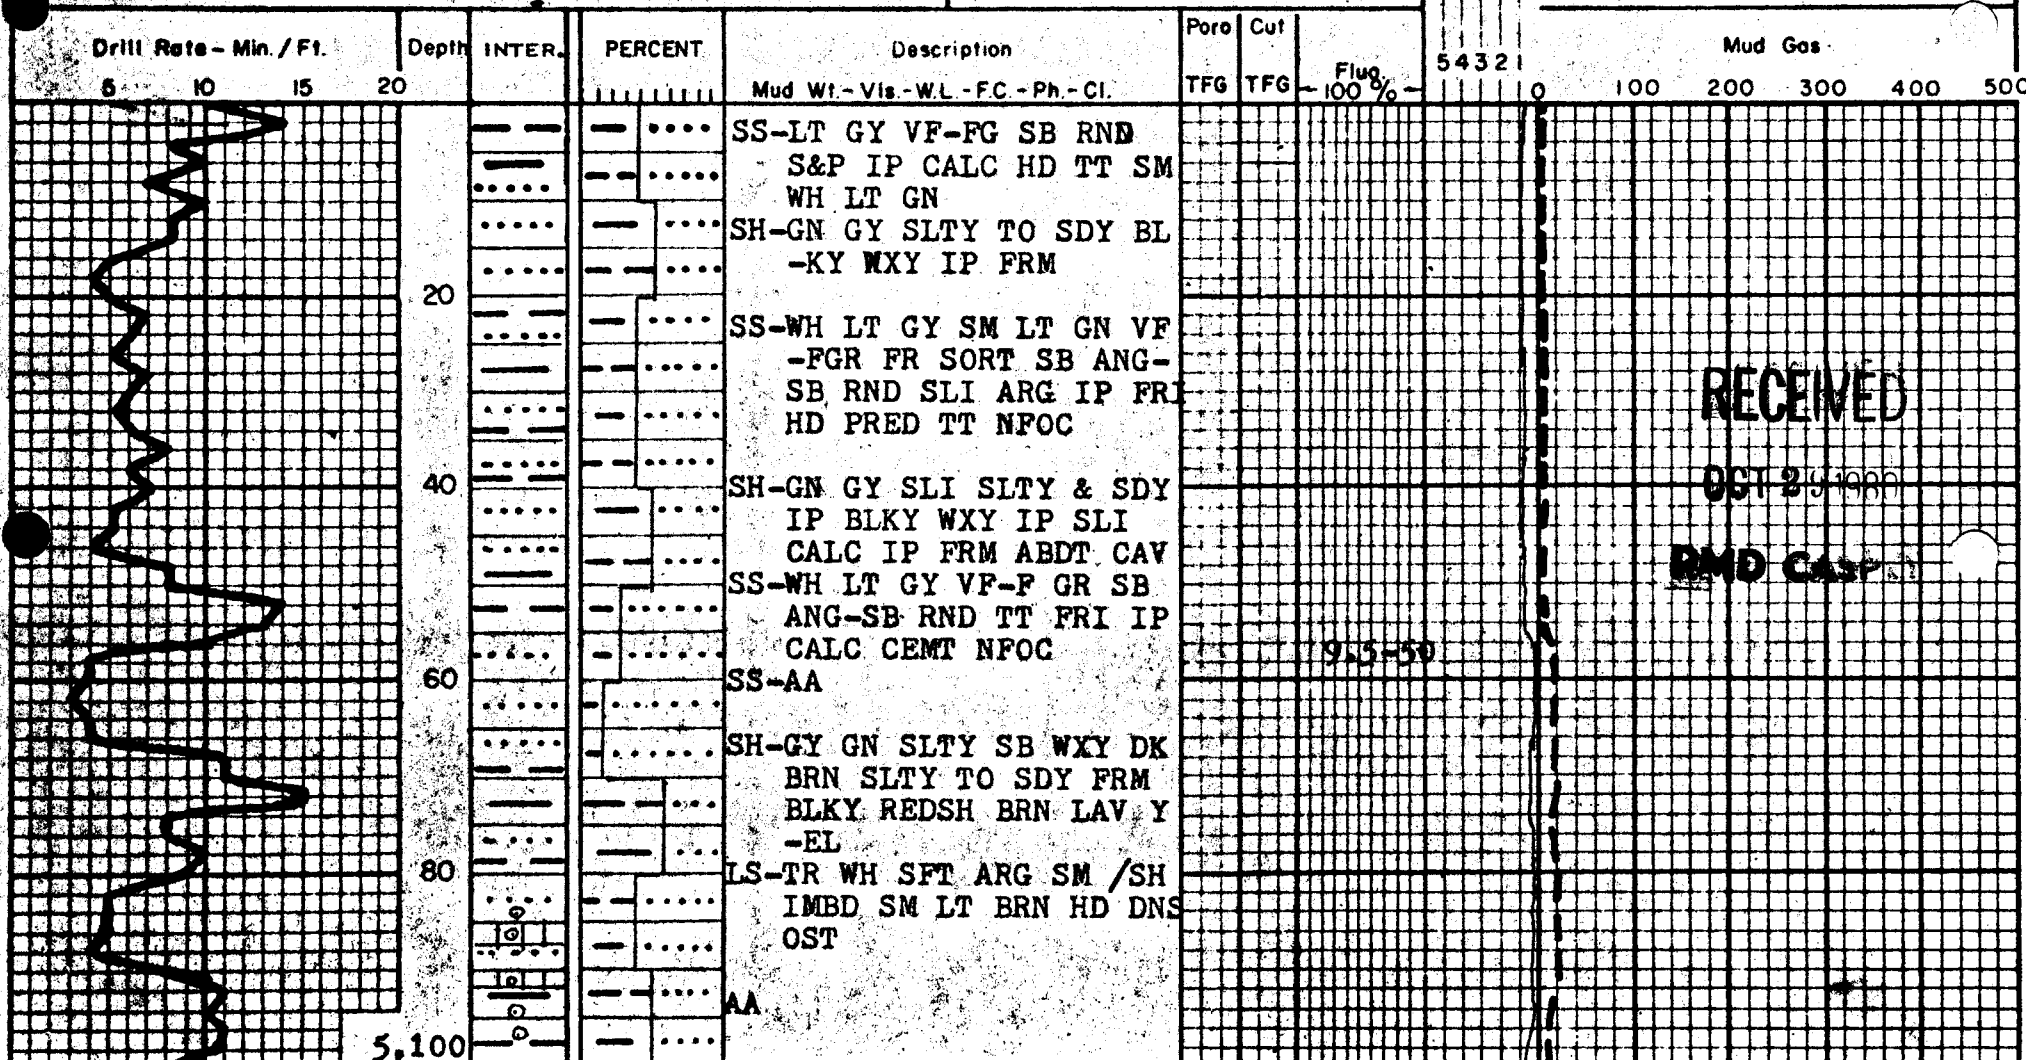 Drill Rate - Min./Ft.
5 10 15 20
Depth
INTER.
PERCENT
Description
Mud Wt.- Vis.-W.L.-F.C.-Ph.-Cl.
Poro
TFG
Cut
TFG
Fluo.
100 %
5 4 3 2 1
Mud Gas
0 100 200 300 400 500
SS-LT GY VF-FG SB RND
S&P IP CALC HD TT SM
WH LT GN
SH-GN GY SLTY TO SDY BL
-KY WXY IP FRM
20
SS-WH LT GY SM LT GN VF
-FGR FR SORT SB ANG-
SB RND SLI ARG IP FRI
HD PRED TT NFOC
RECEIVED
40
SH-GN GY SLI SLTY & SDY
IP BLKY WXY IP SLI
CALC IP FRM ABDT CAV
OCT 2
SS-WH LT GY VF-F GR SB
ANG-SB RND TT FRI IP
CALC CEMT NFOC
9.5-50
60
SS-AA
SH-GY GN SLTY SB WXY DK
BRN SLTY TO SDY FRM
BLKY REDSH BRN LAV Y
-EL
80
LS-TR WH SFT ARG SM /SH
IMBD SM LT BRN HD DNS
OST
AA
5,100